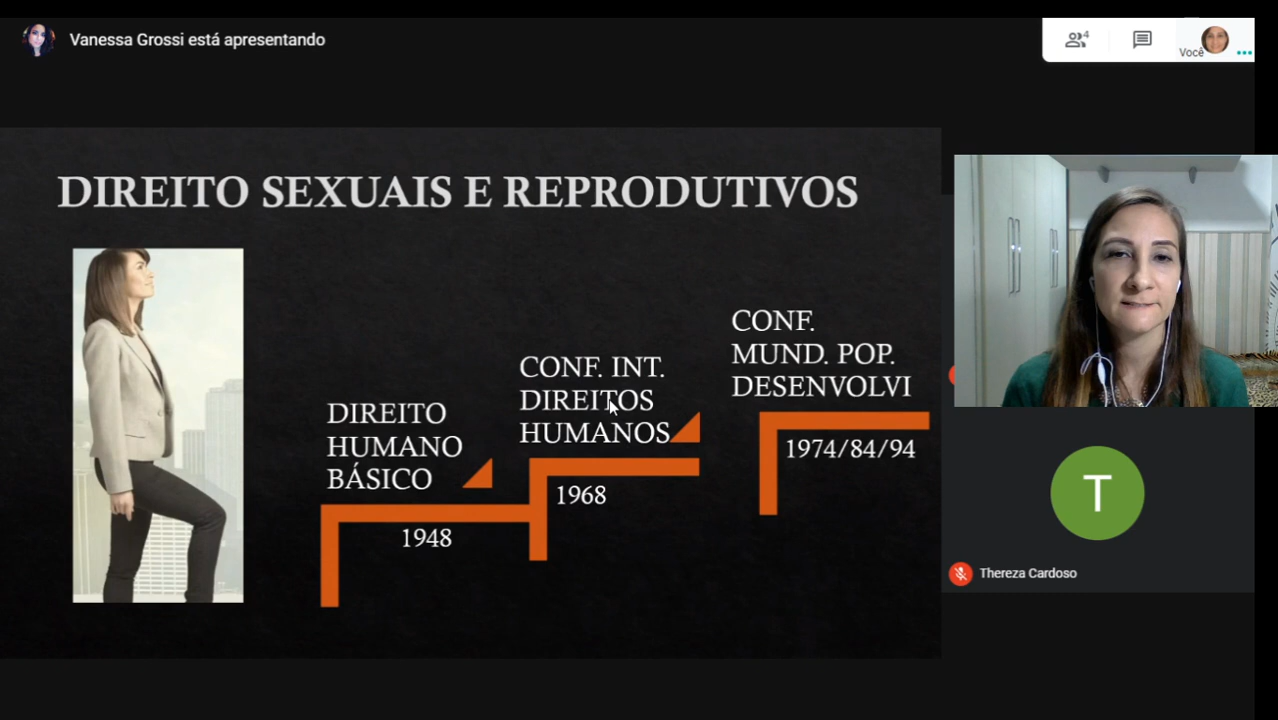 Vanessa Grossi está apresentando
4
Você
DIREITO SEXUAIS E REPRODUTIVOS
CONF.
MUND. POP.
DESENVOLVI
1974/84/94
CONF. INT.
DIREITOS
HUMANOS
1968
DIREITO
HUMANO
BÁSICO
1948
T
Thereza Cardoso